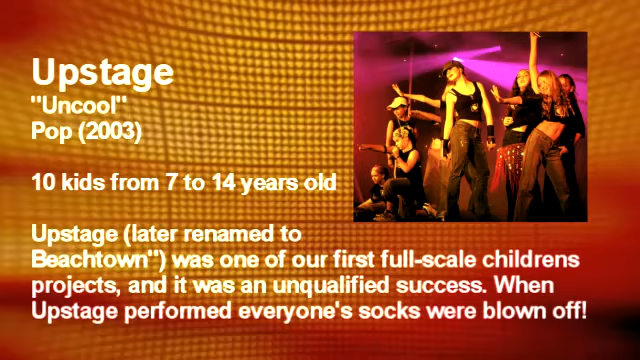 Upstage
"Uncool"
Pop (2003)
10 kids from 7 to 14 years old
Upstage (later renamed to
Beachtown") was one of our first full-scale childrens
projects, and it was an unqualified success. When
Upstage performed everyone's socks were blown off!